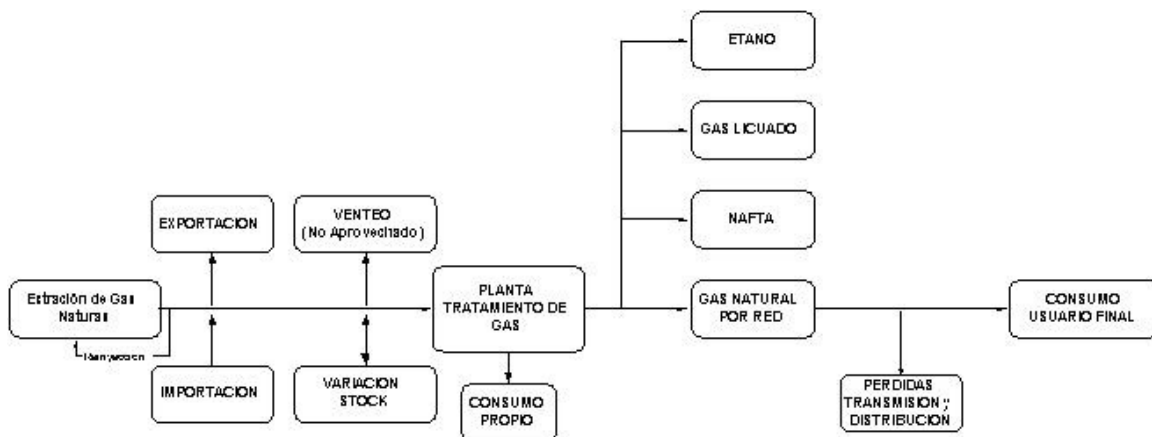 ETANO
GAS LICUADO
NAFTA
EXPORTACION
VENTEO
( No Aprovechado )
Extración de Gas
Natural
PLANTA
TRATAMIENTO DE
GAS
GAS NATURAL
POR RED
CONSUMO
USUARIO FINAL
IMPORTACION
VARIACION
STOCK
CONSUMO
PROPIO
PERDIDAS
TRANSMISION y
DISTRIBUCION